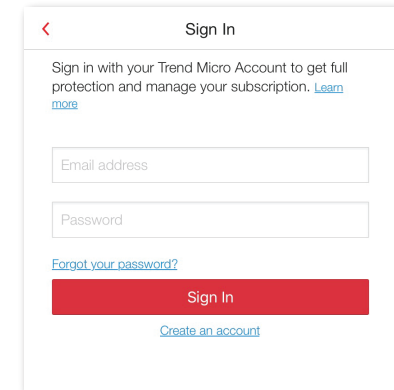 Sign In
Sign in with your Trend Micro Account to get full
protection and manage your subscription. Learn
more
Email address
Password
Forgot your password?
Sign In
Create an account